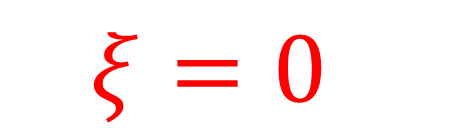 ξ = 0